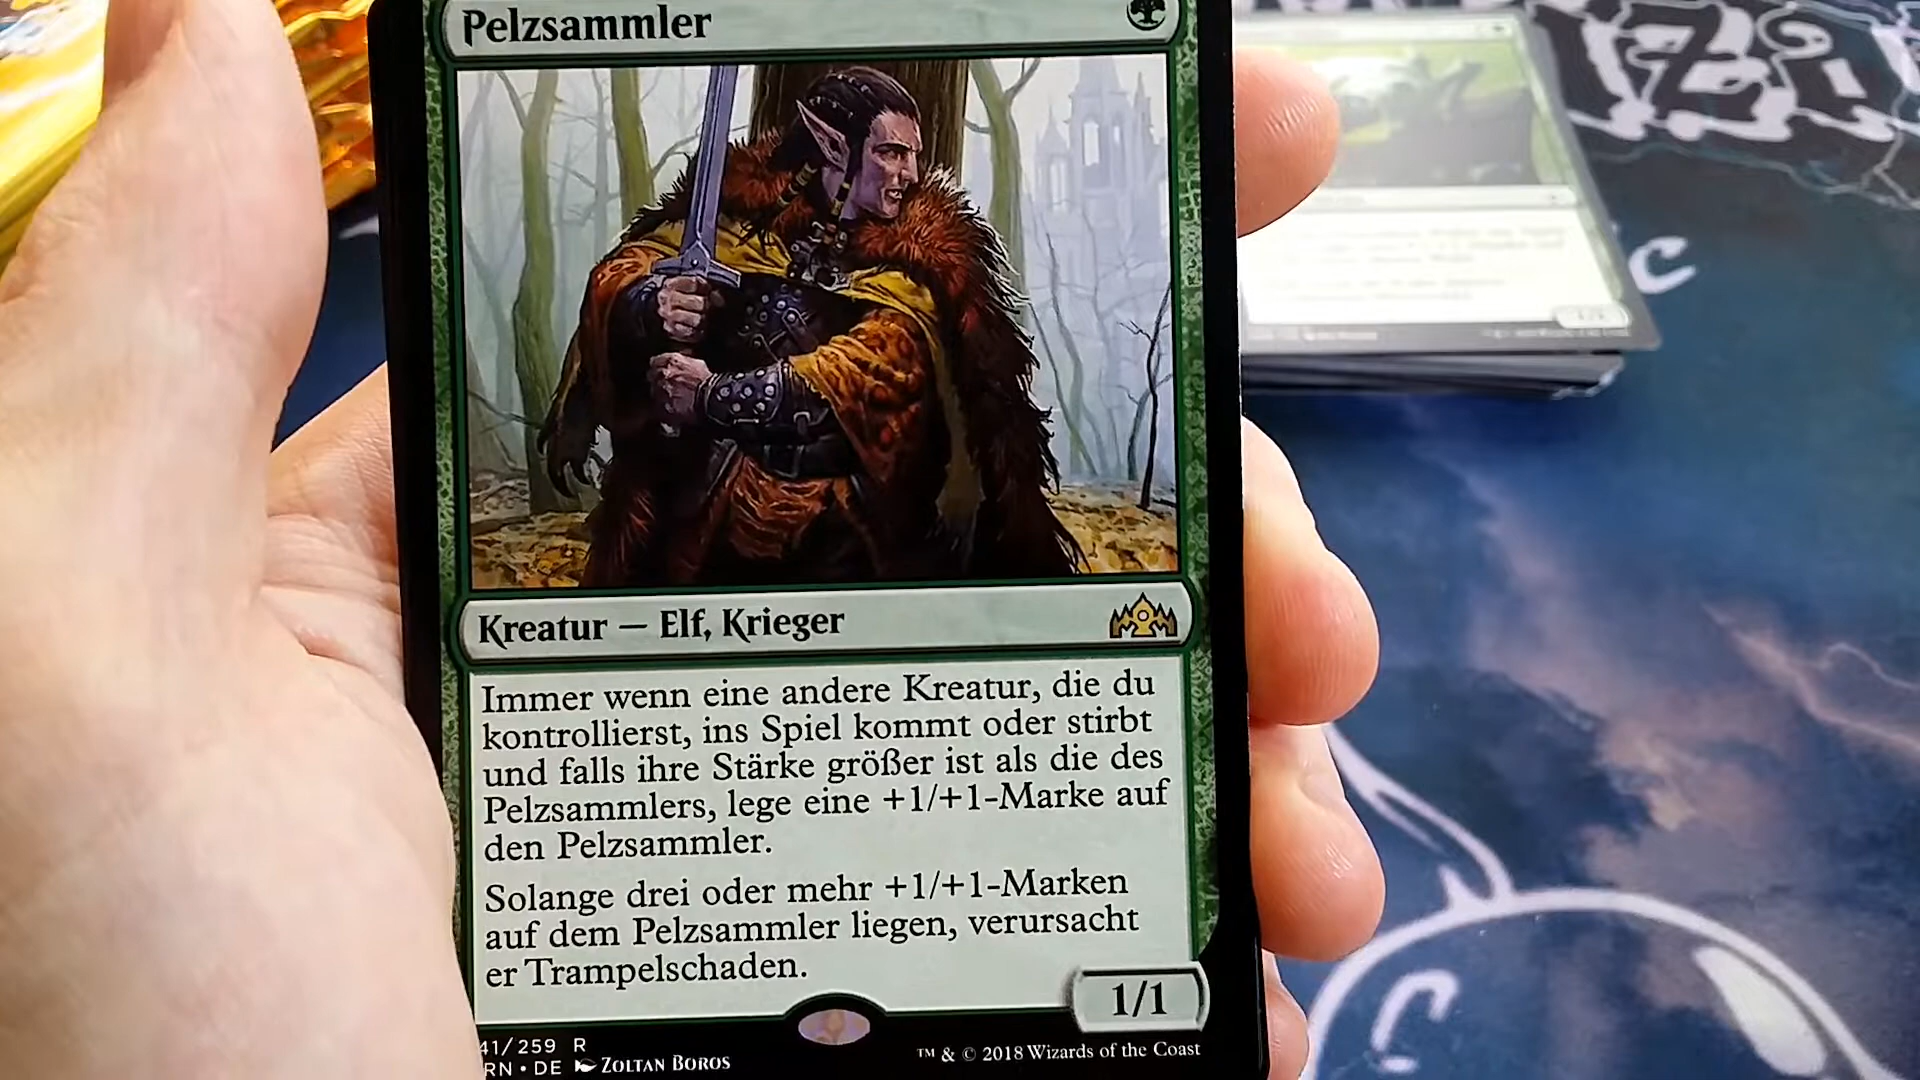 Pelzsammler
Kreatur — Elf, Krieger
Immer wenn eine andere Kreatur, die du
kontrollierst, ins Spiel kommt oder stirbt
und falls ihre Stärke größer ist als die des
Pelzsammlers, lege eine +1/+1-Marke auf
den Pelzsammler.
Solange drei oder mehr +1/+1-Marken
auf dem Pelzsammler liegen, verursacht
er Trampelschaden.
1/1
41/259 R
RN • DE ZOLTAN BOROS
™ & © 2018 Wizards of the Coast